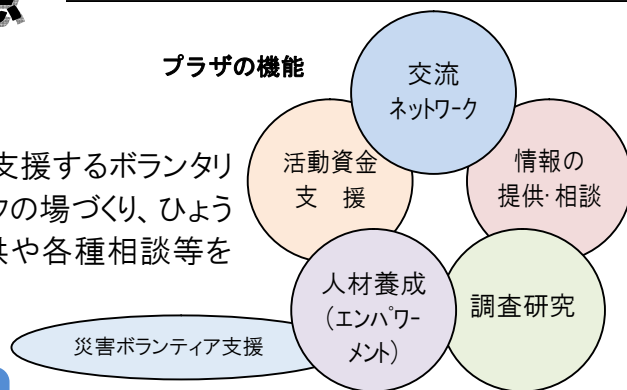 プラザの機能
交流
ネットワーク
活動資金
支　援
情報の
提供・相談
支援するボランタリ
クの場づくり、ひょう
供や各種相談等を
人材養成
（エンパワー
メント）
調査研究
災害ボランティア支援